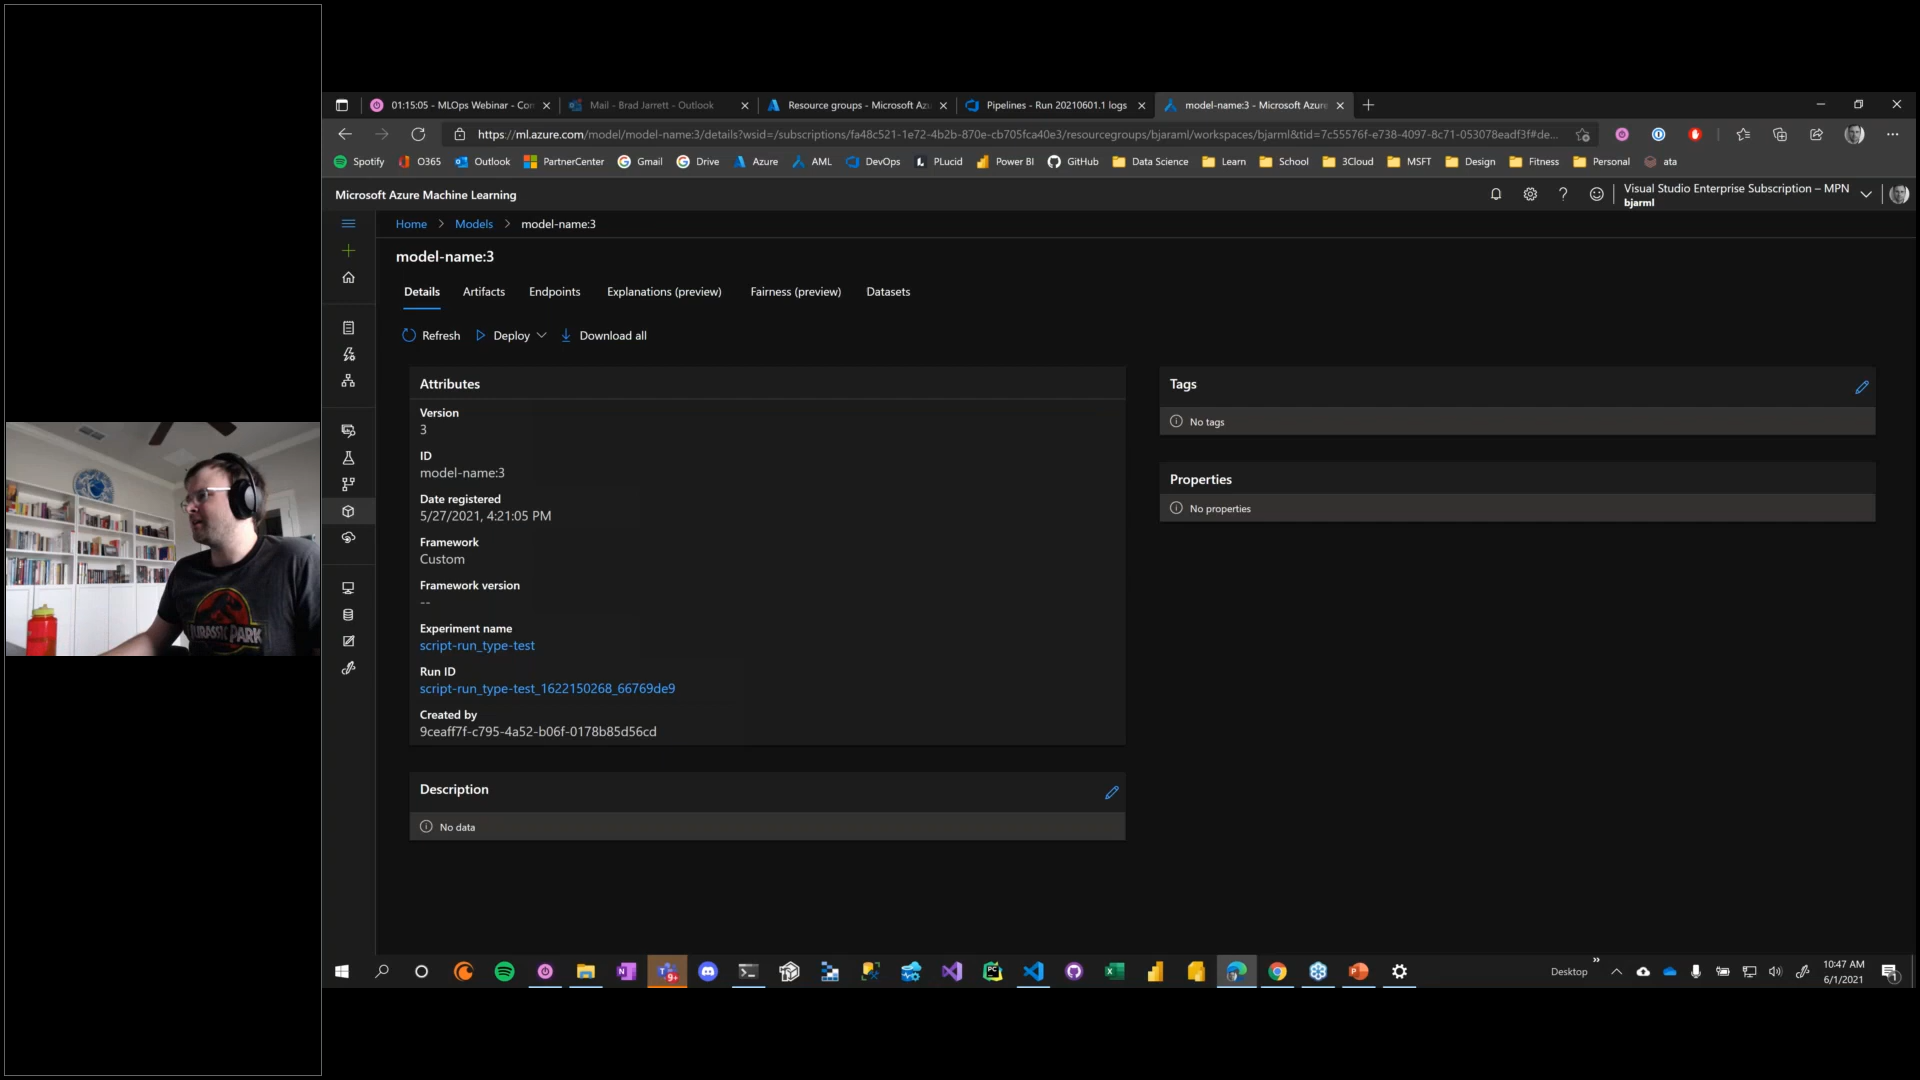 01:15:05 - MLOps Webinar - Con
Mail - Brad Jarrett - Outlook
Resource groups - Microsoft Az
Pipelines - Run 20210601.1 logs
model-name:3 - Microsoft Azure
https://ml.azure.com/model/model-name:3/details?wsid=/subscriptions/fa48c521-1e72-4b2b-870e-cb705fca40e3/resourcegroups/bjaraml/workspaces/bjarml&tid=7c55576f-e738-4097-8c71-053078eadf3f#de...
Spotify O365 Outlook PartnerCenter Gmail Drive Azure AML DevOps PLucid Power BI GitHub Data Science Learn School 3Cloud MSFT Design Fitness Personal ata
Microsoft Azure Machine Learning
Visual Studio Enterprise Subscription – MPN
bjarml
Home > Models > model-name:3
model-name:3
Details Artifacts Endpoints Explanations (preview) Fairness (preview) Datasets
Refresh Deploy Download all
Attributes
Version
3
ID
model-name:3
Date registered
5/27/2021, 4:21:05 PM
Framework
Custom
Framework version
--
Experiment name
script-run_type-test
Run ID
script-run_type-test_1622150268_66769de9
Created by
9ceaff7f-c795-4a52-b06f-0178b85d56cd
Description
No data
Tags
No tags
Properties
No properties
JURASSIC PARK
Desktop
10:47 AM
6/1/2021